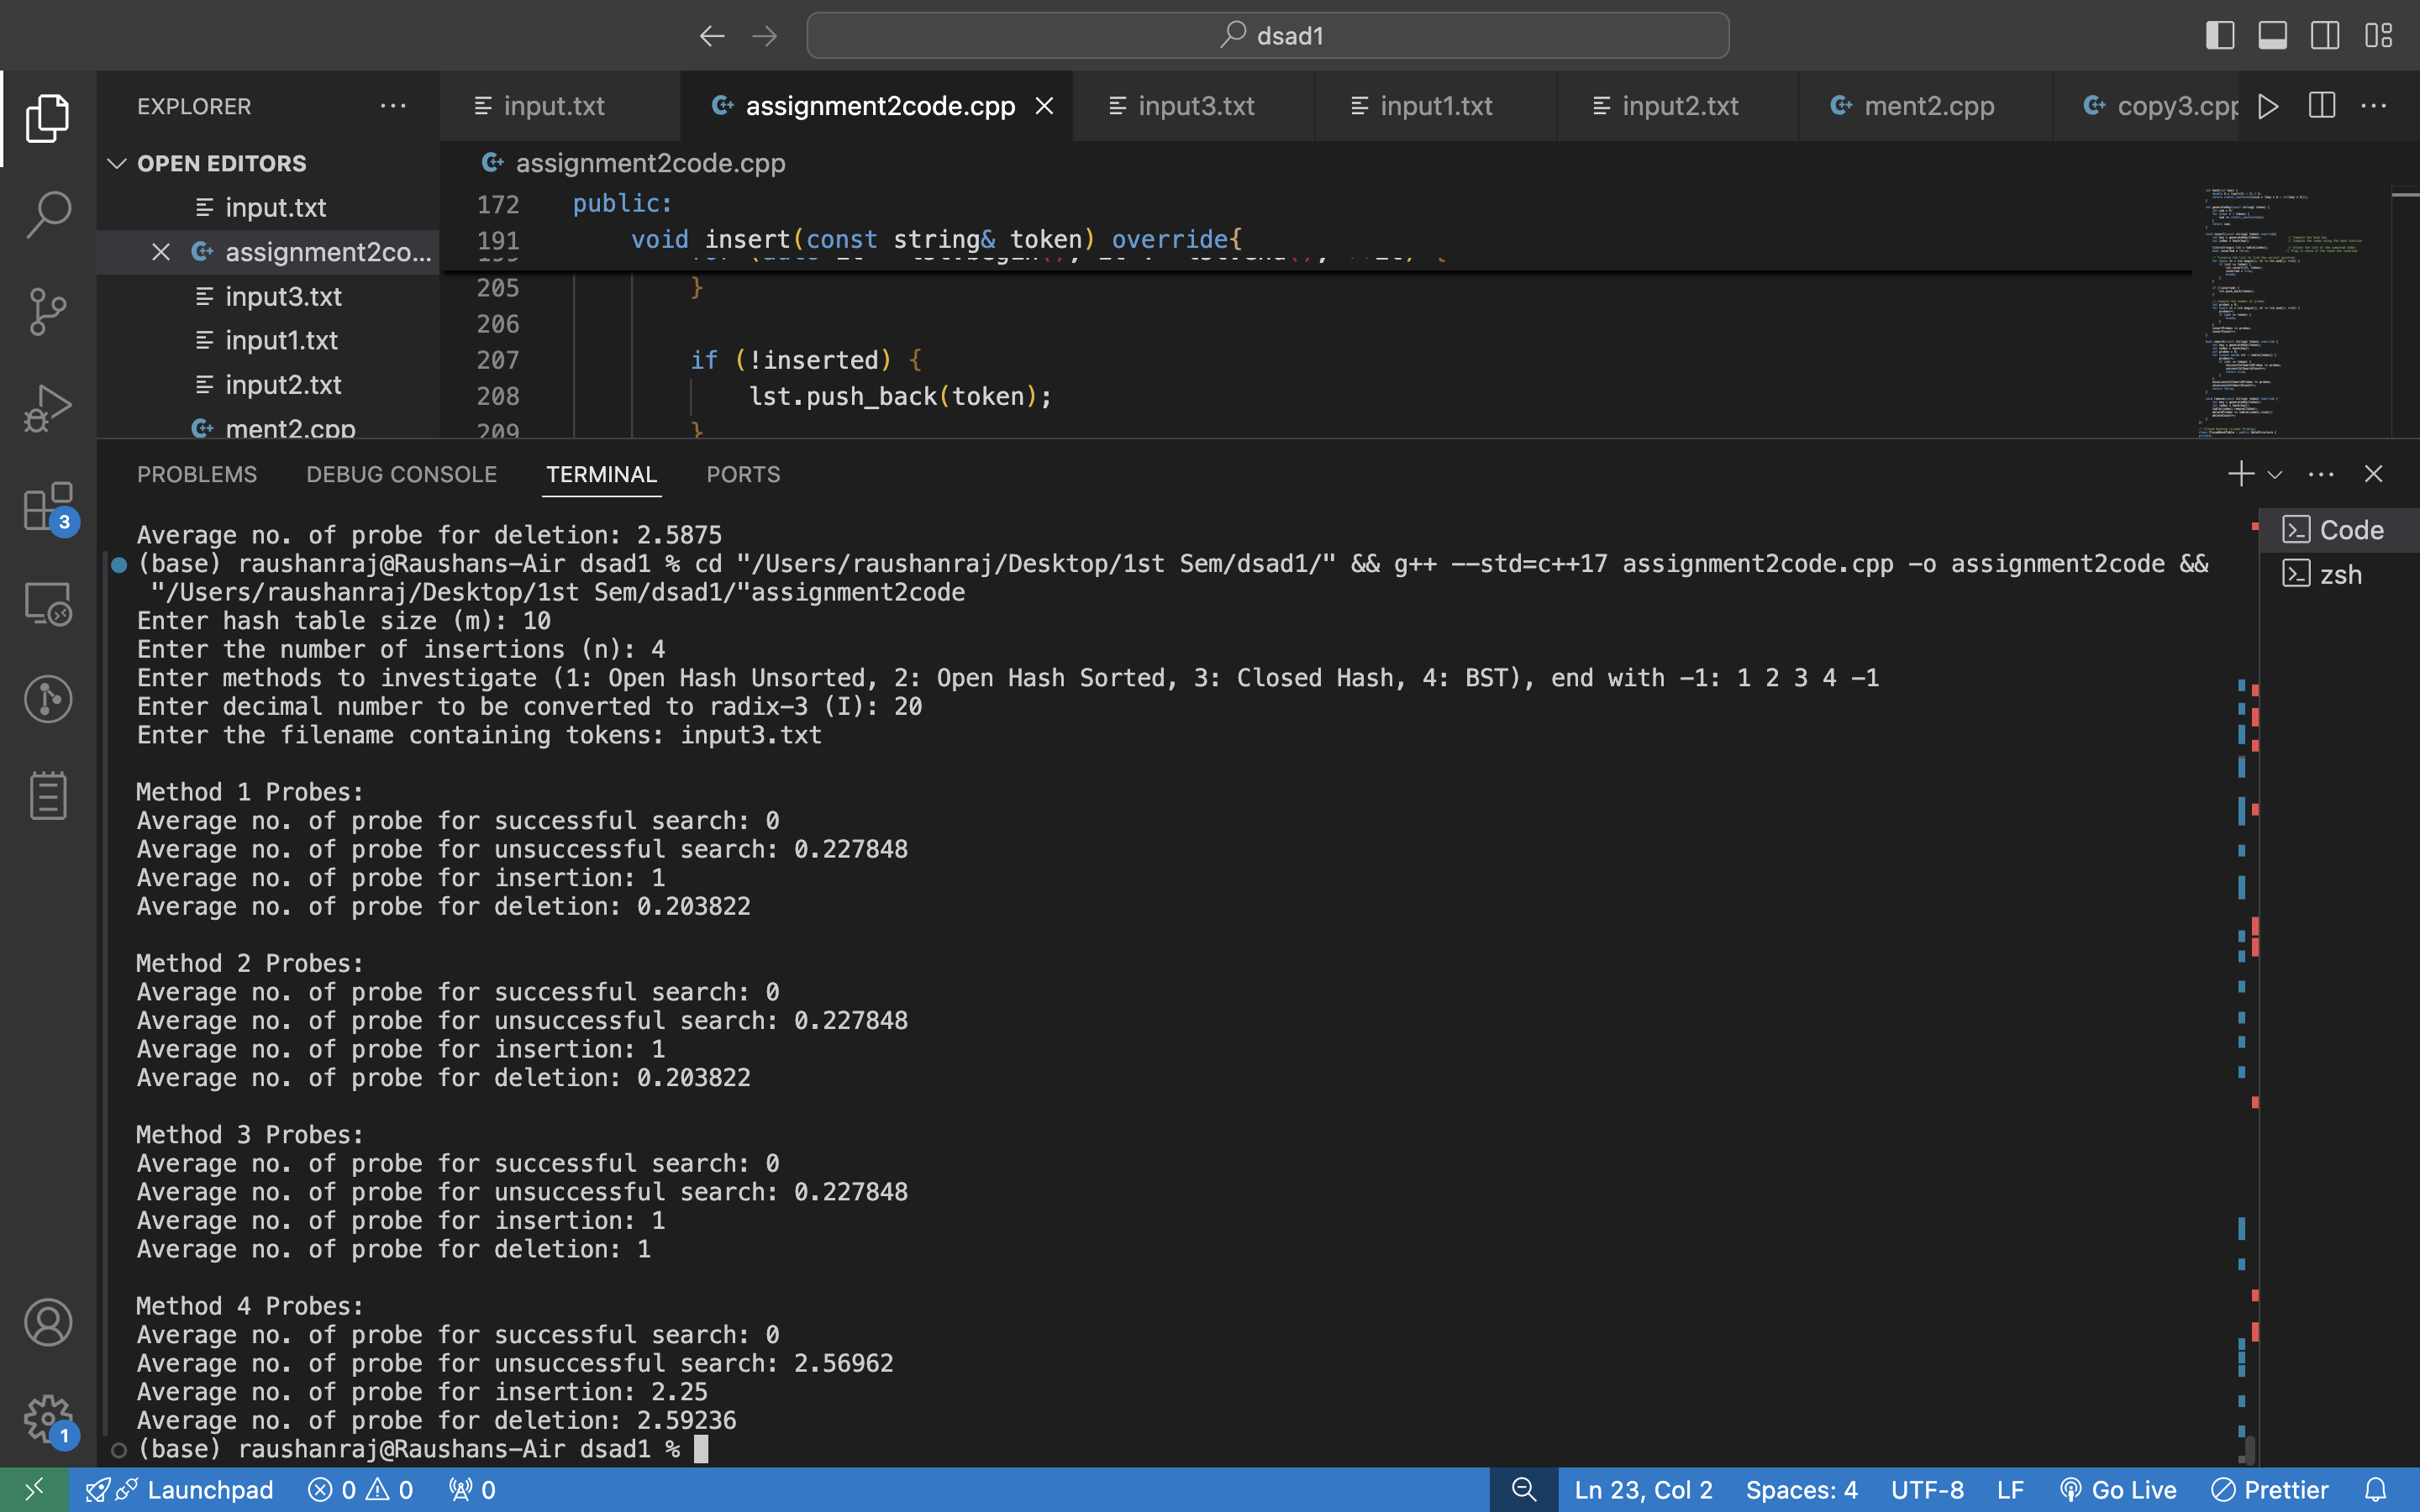 dsad1
EXPLORER
input.txt
assignment2code.cpp
input3.txt
input1.txt
input2.txt
ment2.cpp
copy3.cpp
OPEN EDITORS
input.txt
assignment2co...
input3.txt
input1.txt
input2.txt
ment2.cpp
assignment2code.cpp
172 public:
191 void insert(const string& token) override{
205 }
206
207 if (!inserted) {
208 lst.push_back(token);
209 }
PROBLEMS DEBUG CONSOLE TERMINAL PORTS
Code
zsh
Average no. of probe for deletion: 2.5875
(base) raushanraj@Raushans-Air dsad1 % cd "/Users/raushanraj/Desktop/1st Sem/dsad1/" && g++ --std=c++17 assignment2code.cpp -o assignment2code &&
"/Users/raushanraj/Desktop/1st Sem/dsad1/"assignment2code
Enter hash table size (m): 10
Enter the number of insertions (n): 4
Enter methods to investigate (1: Open Hash Unsorted, 2: Open Hash Sorted, 3: Closed Hash, 4: BST), end with -1: 1 2 3 4 -1
Enter decimal number to be converted to radix-3 (I): 20
Enter the filename containing tokens: input3.txt
Method 1 Probes:
Average no. of probe for successful search: 0
Average no. of probe for unsuccessful search: 0.227848
Average no. of probe for insertion: 1
Average no. of probe for deletion: 0.203822
Method 2 Probes:
Average no. of probe for successful search: 0
Average no. of probe for unsuccessful search: 0.227848
Average no. of probe for insertion: 1
Average no. of probe for deletion: 0.203822
Method 3 Probes:
Average no. of probe for successful search: 0
Average no. of probe for unsuccessful search: 0.227848
Average no. of probe for insertion: 1
Average no. of probe for deletion: 1
Method 4 Probes:
Average no. of probe for successful search: 0
Average no. of probe for unsuccessful search: 2.56962
Average no. of probe for insertion: 2.25
Average no. of probe for deletion: 2.59236
(base) raushanraj@Raushans-Air dsad1 %
3
1
Launchpad 0 0 0 Ln 23, Col 2 Spaces: 4 UTF-8 LF Go Live Prettier